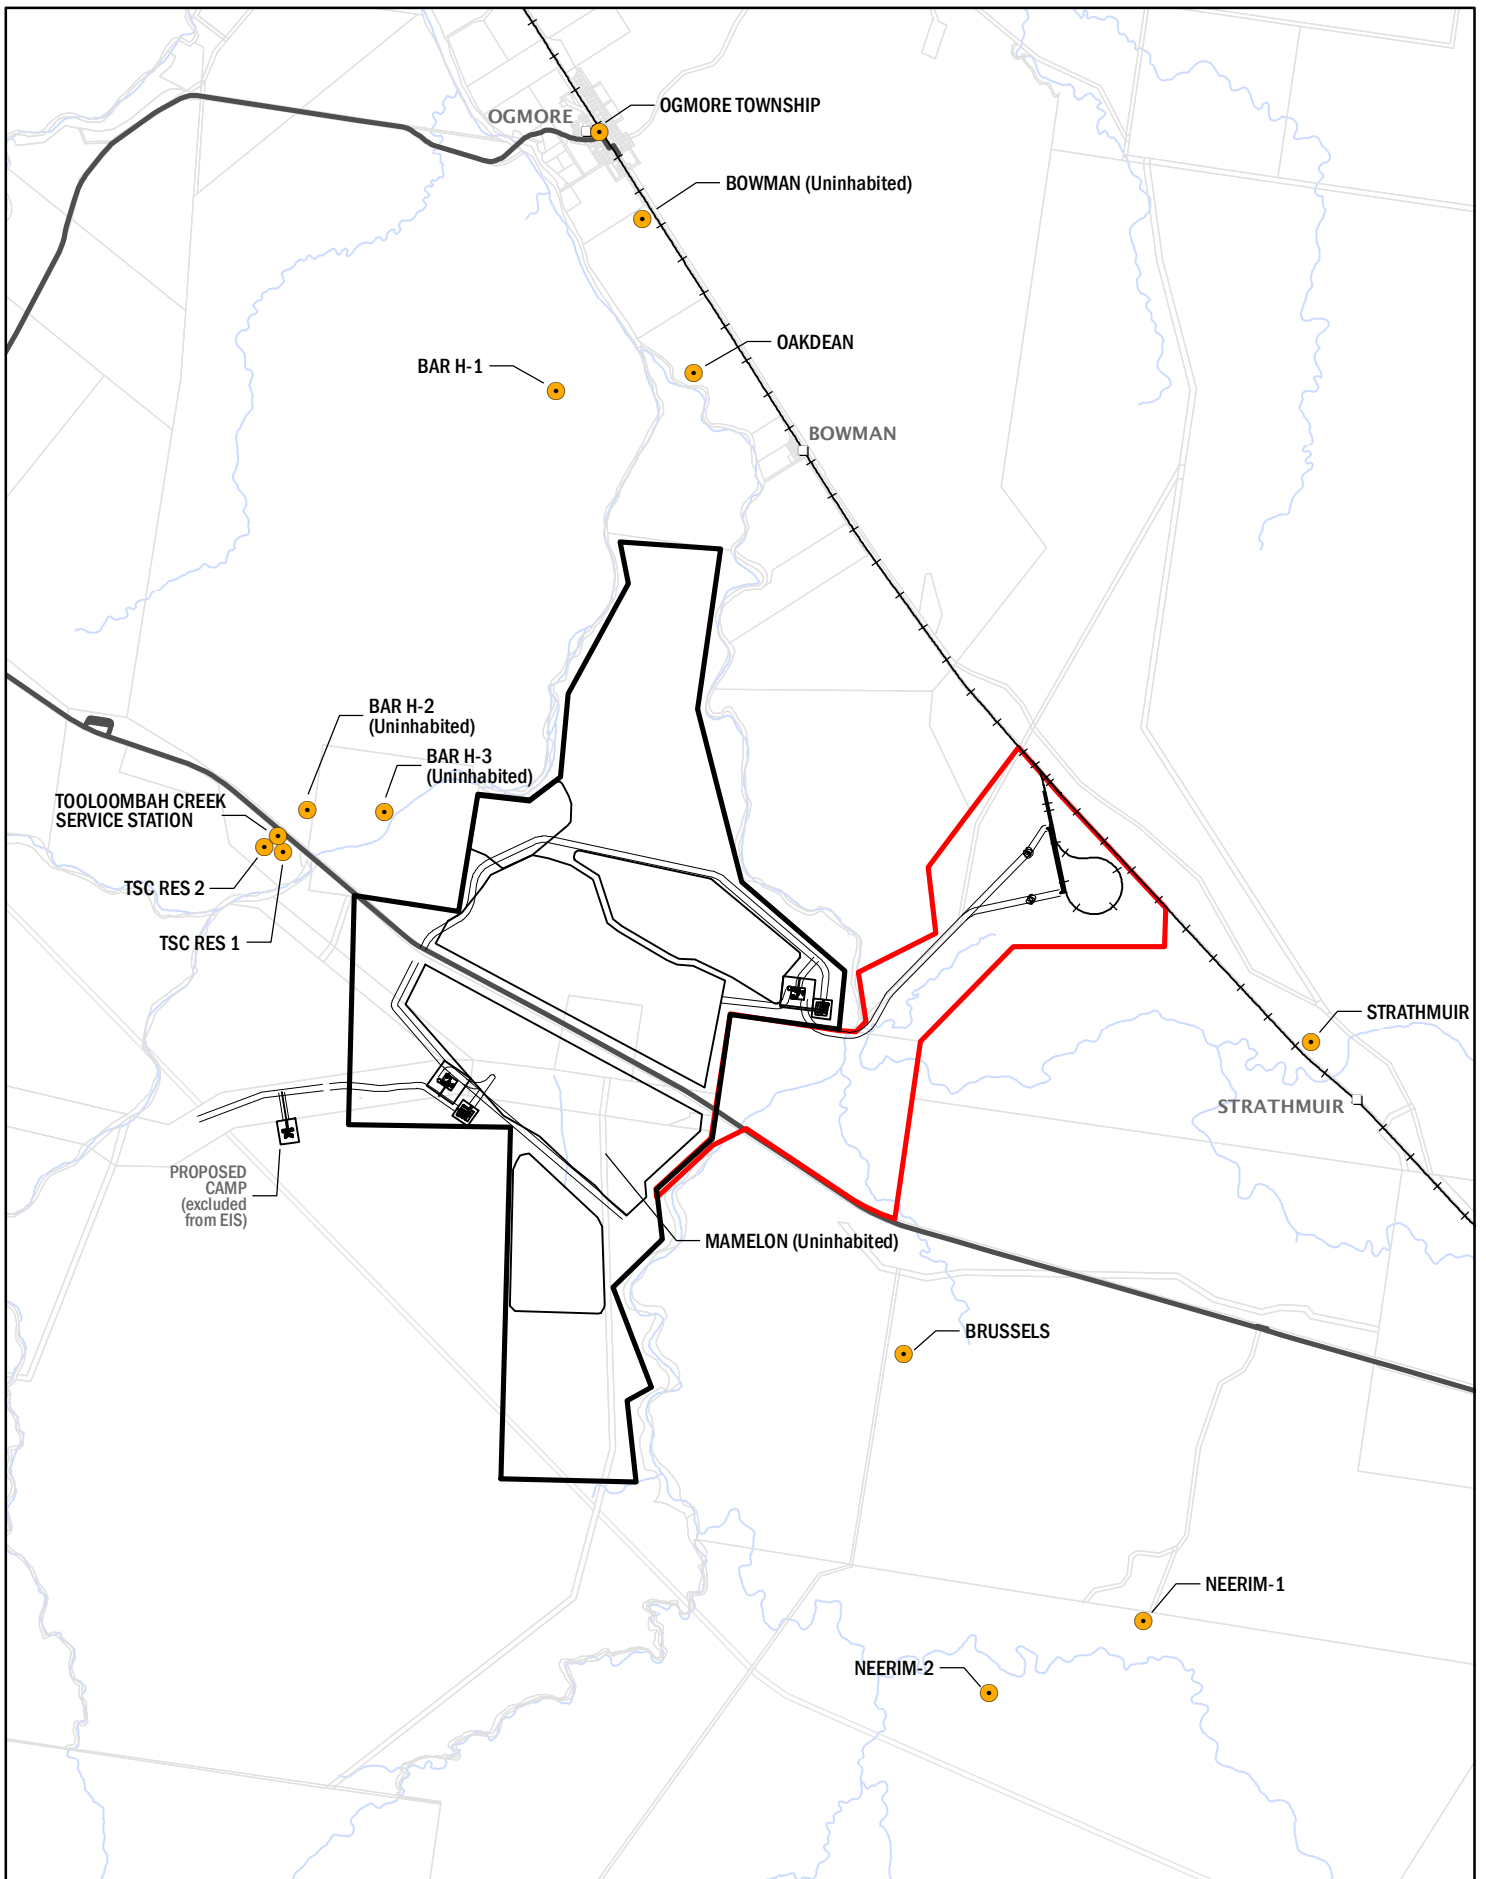 OGMORE TOWNSHIP
OGMORE
BOWMAN (Uninhabited)
OAKDEAN
BAR H-1
BOWMAN
BAR H-2
(Uninhabited)
BAR H-3
(Uninhabited)
TOOLOOMBAH CREEK
SERVICE STATION
TSC RES 2
TSC RES 1
STRATHMUIR
STRATHMUIR
PROPOSED
CAMP
(excluded
from EIS)
MAMELON (Uninhabited)
BRUSSELS
NEERIM-1
NEERIM-2